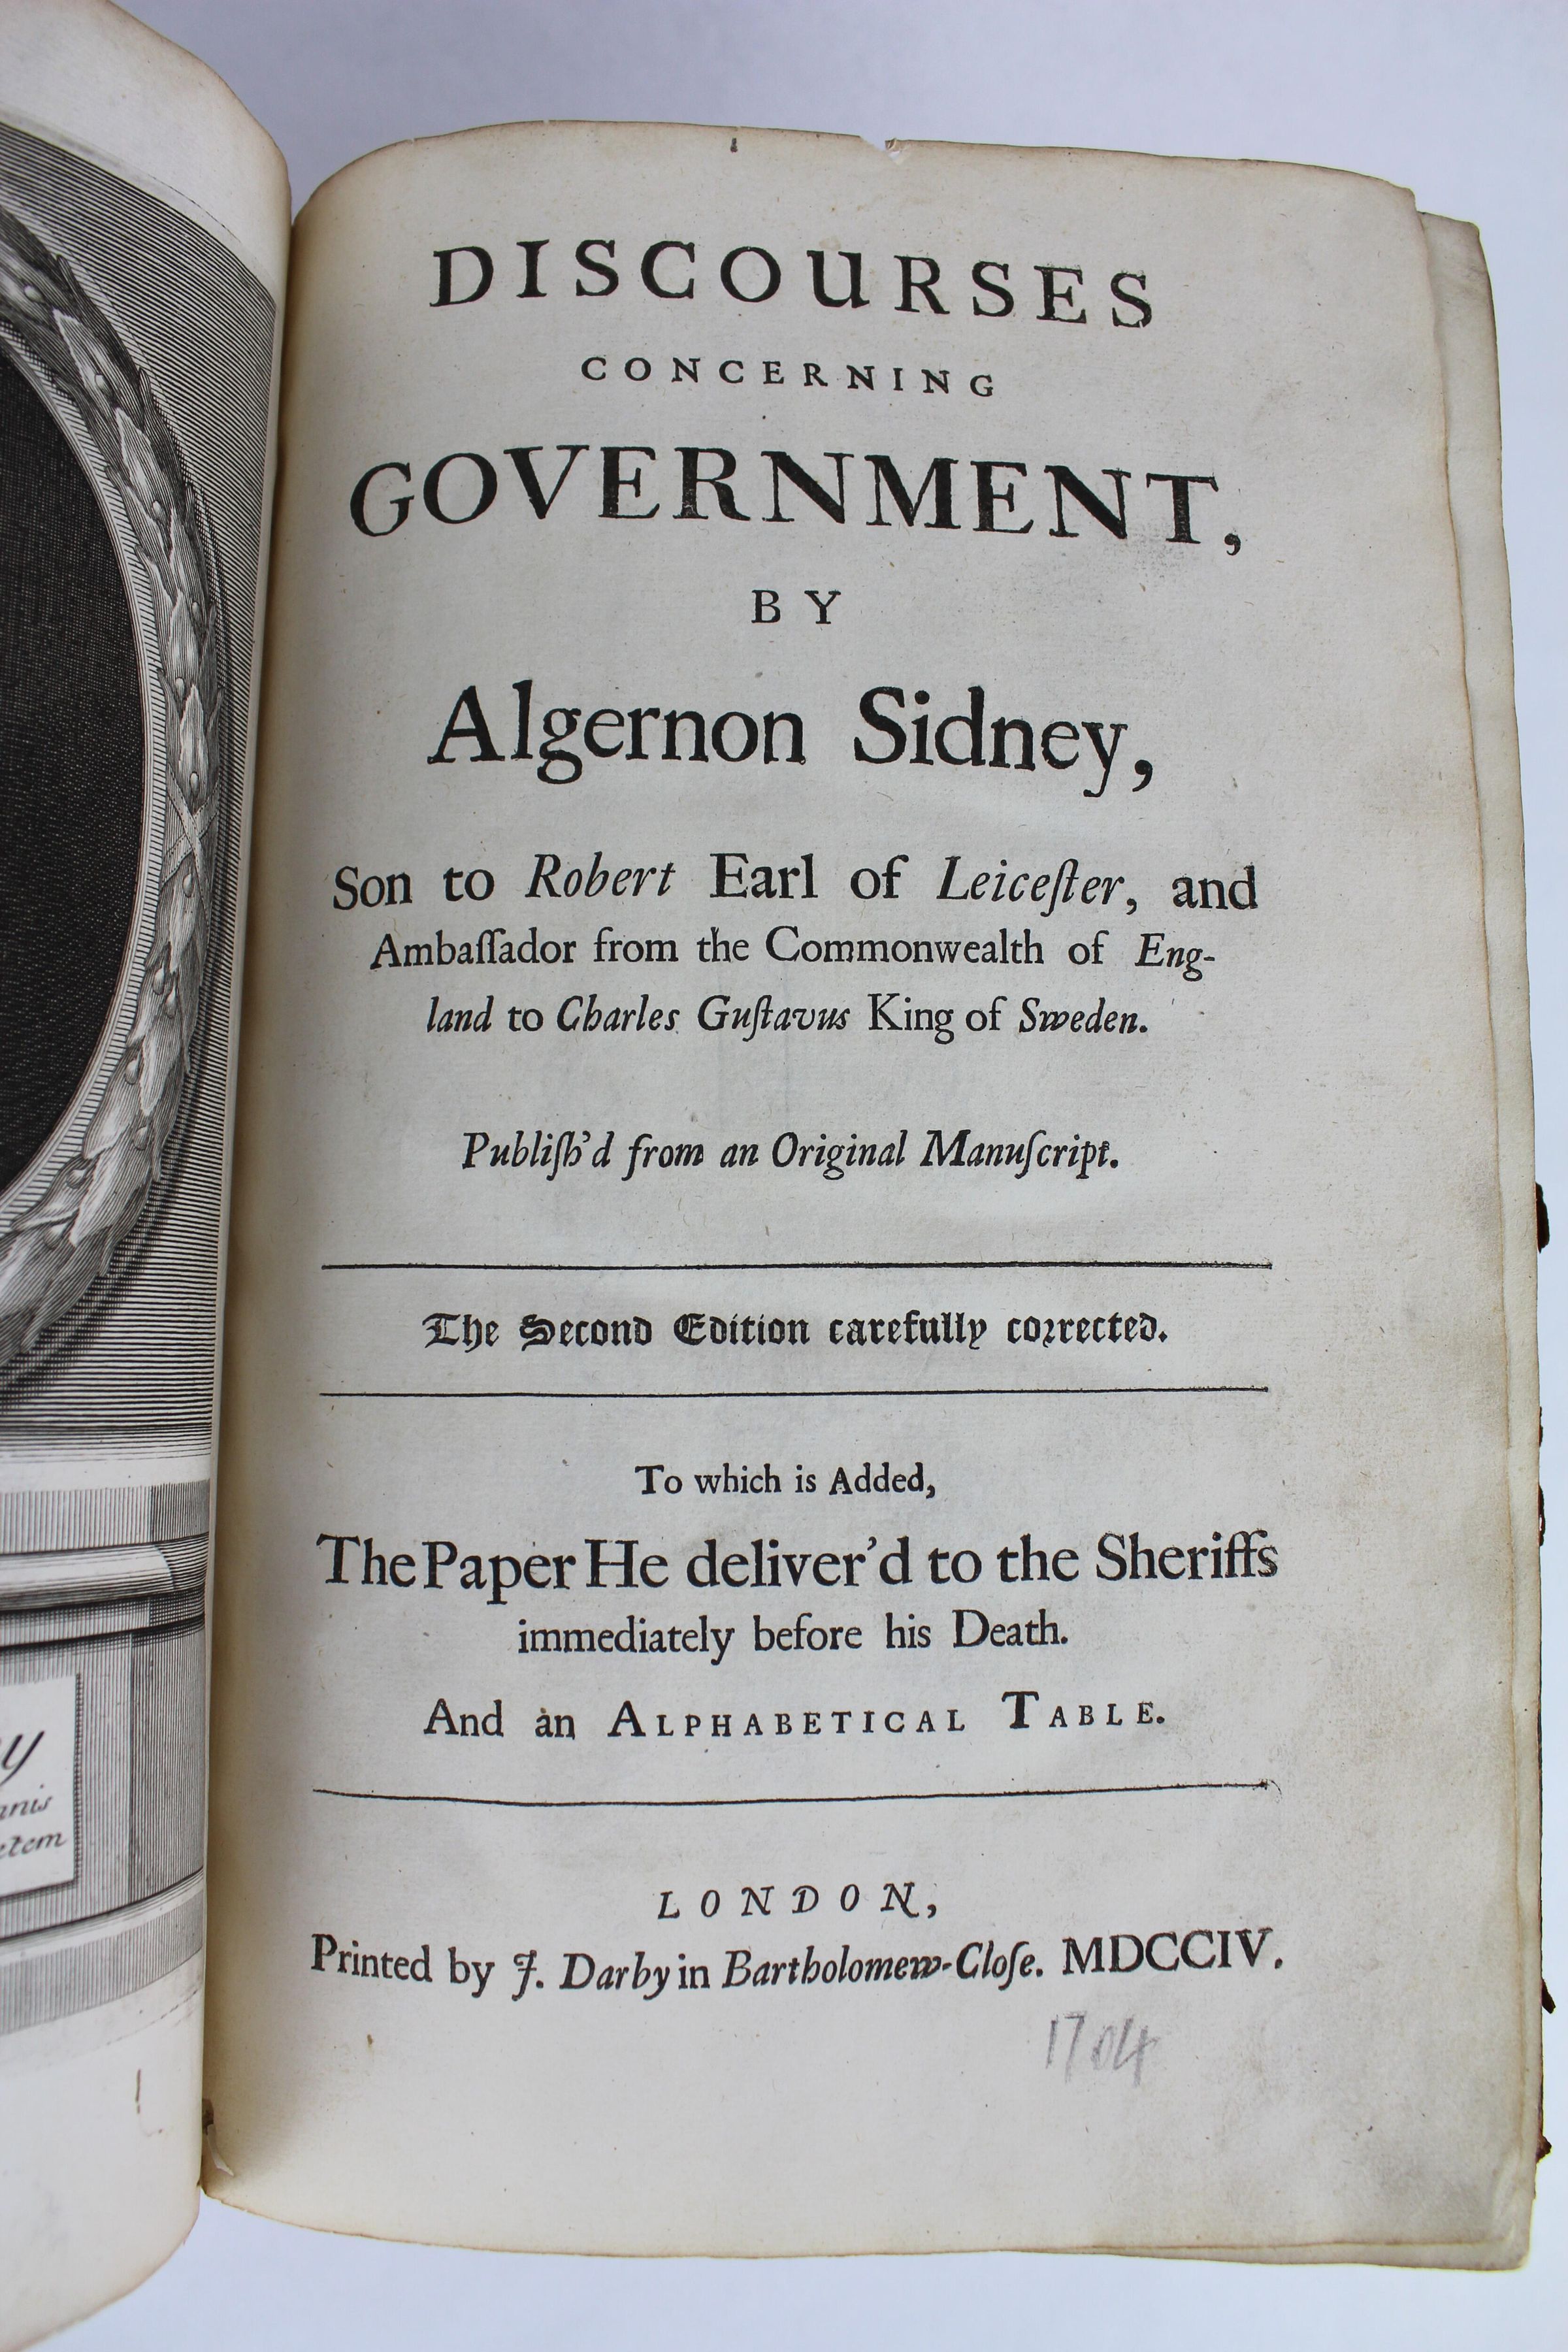 DISCOURSES
CONCERNING
GOVERNMENT,
BY
Algernon Sidney,
Son to Robert Earl of Leiceſter, and
Ambaſſador from the Commonwealth of Eng-
land to Charles Guſtavus King of Sweden.
Publiſh'd from an Original Manuſcript.
The Second Edition carefully corrected.
To which is Added,
The Paper He deliver'd to the Sheriffs
immediately before his Death.
And an ALPHABETICAL TABLE.
LONDON,
Printed by J. Darby in Bartholomew-Cloſe. MDCCIV.
1704